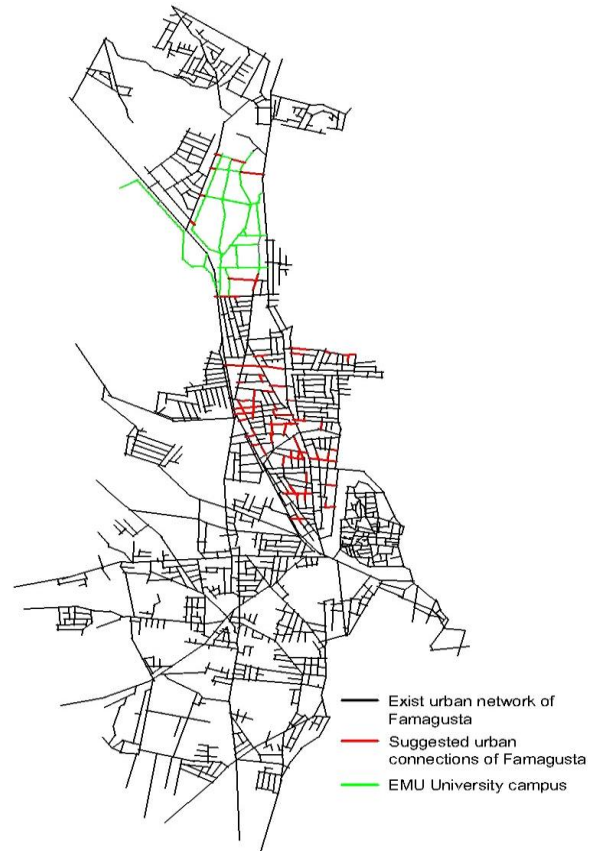 Exist urban network of
Famagusta
Suggested urban
connections of Famagusta
EMU University campus